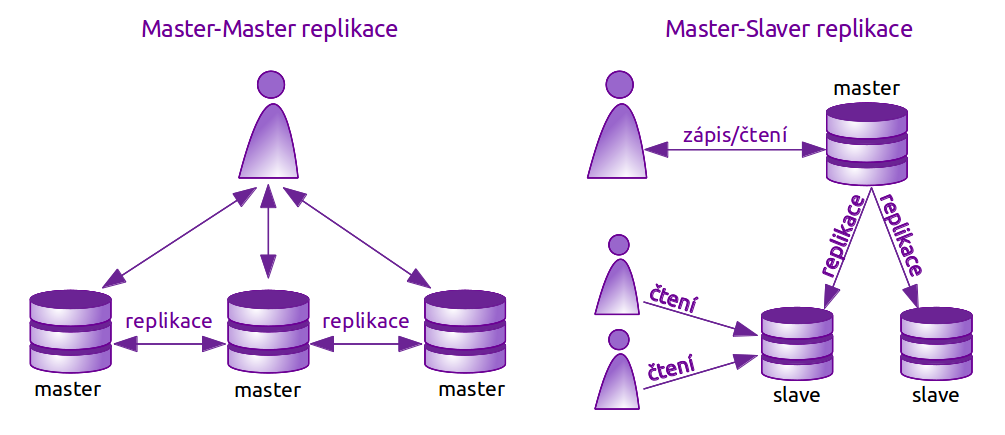 Master-Master replikace
replikace
replikace
master
master
master
Master-Slaver replikace
master
zápis/čtení
replikace
replikace
čtení
čtení
slave
slave